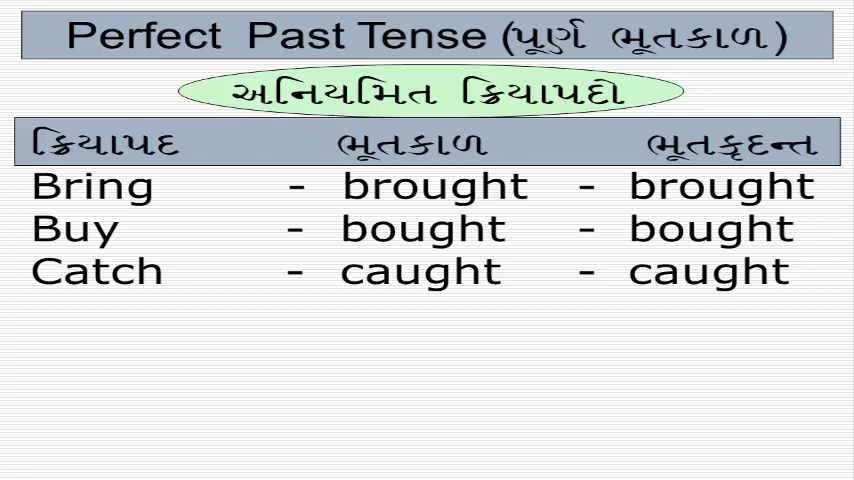 Perfect Past Tense (પૂર્ણ ભૂતકાળ)
અનિયમિત ક્રિયાપદો
ક્રિયાપદ ભૂતકાળ ભૂતકૃદન્ત
Bring - brought - brought
Buy - bought - bought
Catch - caught - caught